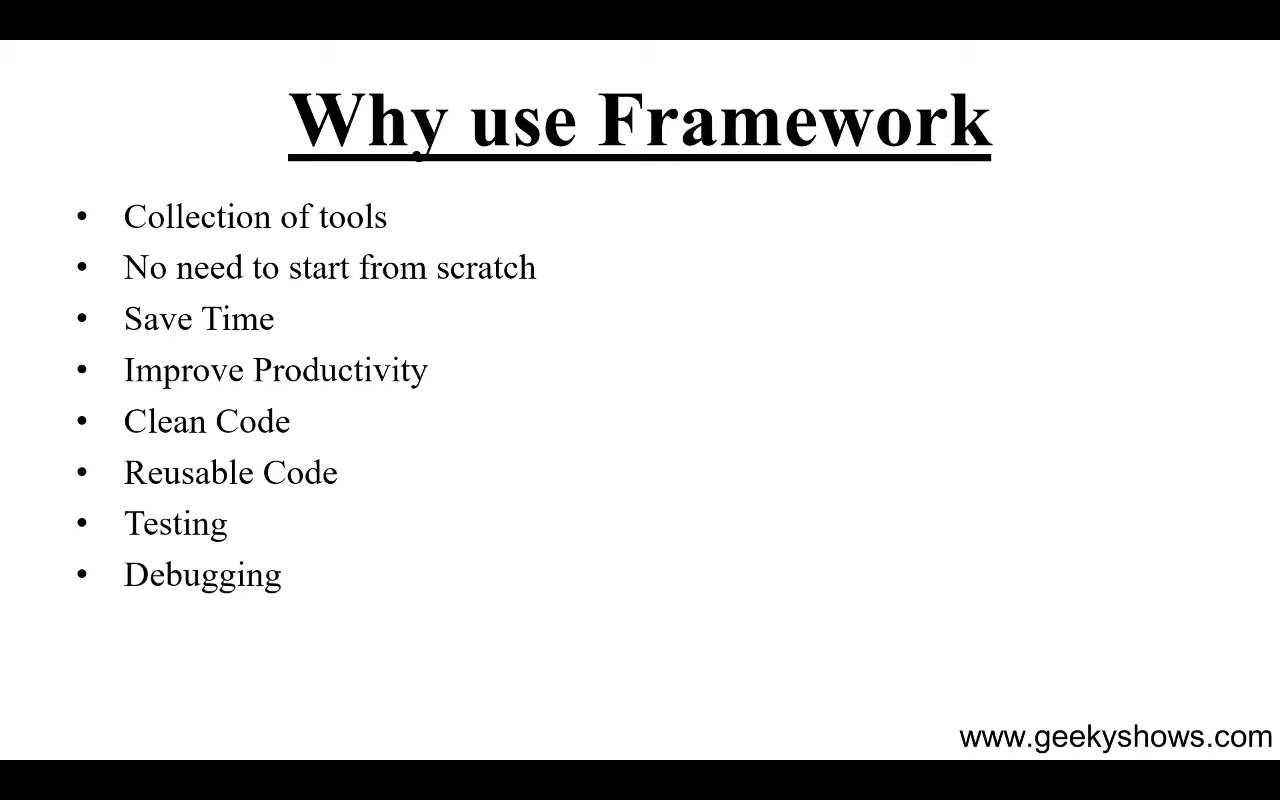 Why use Framework
• Collection of tools
• No need to start from scratch
• Save Time
• Improve Productivity
• Clean Code
• Reusable Code
• Testing
• Debugging
www.geekyshows.com